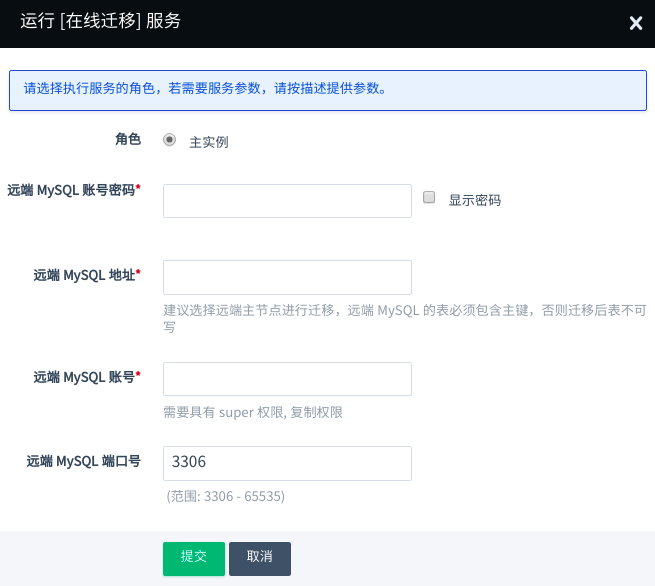 运行 [在线迁移] 服务
请选择执行服务的角色，若需要服务参数，请按描述提供参数。
角色 主实例
远端 MySQL 账号密码* 显示密码
远端 MySQL 地址*
建议选择远端主节点进行迁移，远端 MySQL 的表必须包含主键，否则迁移后表不可
写
远端 MySQL 账号*
需要具有 super 权限, 复制权限
远端 MySQL 端口号 3306
(范围: 3306 - 65535)
提交 取消